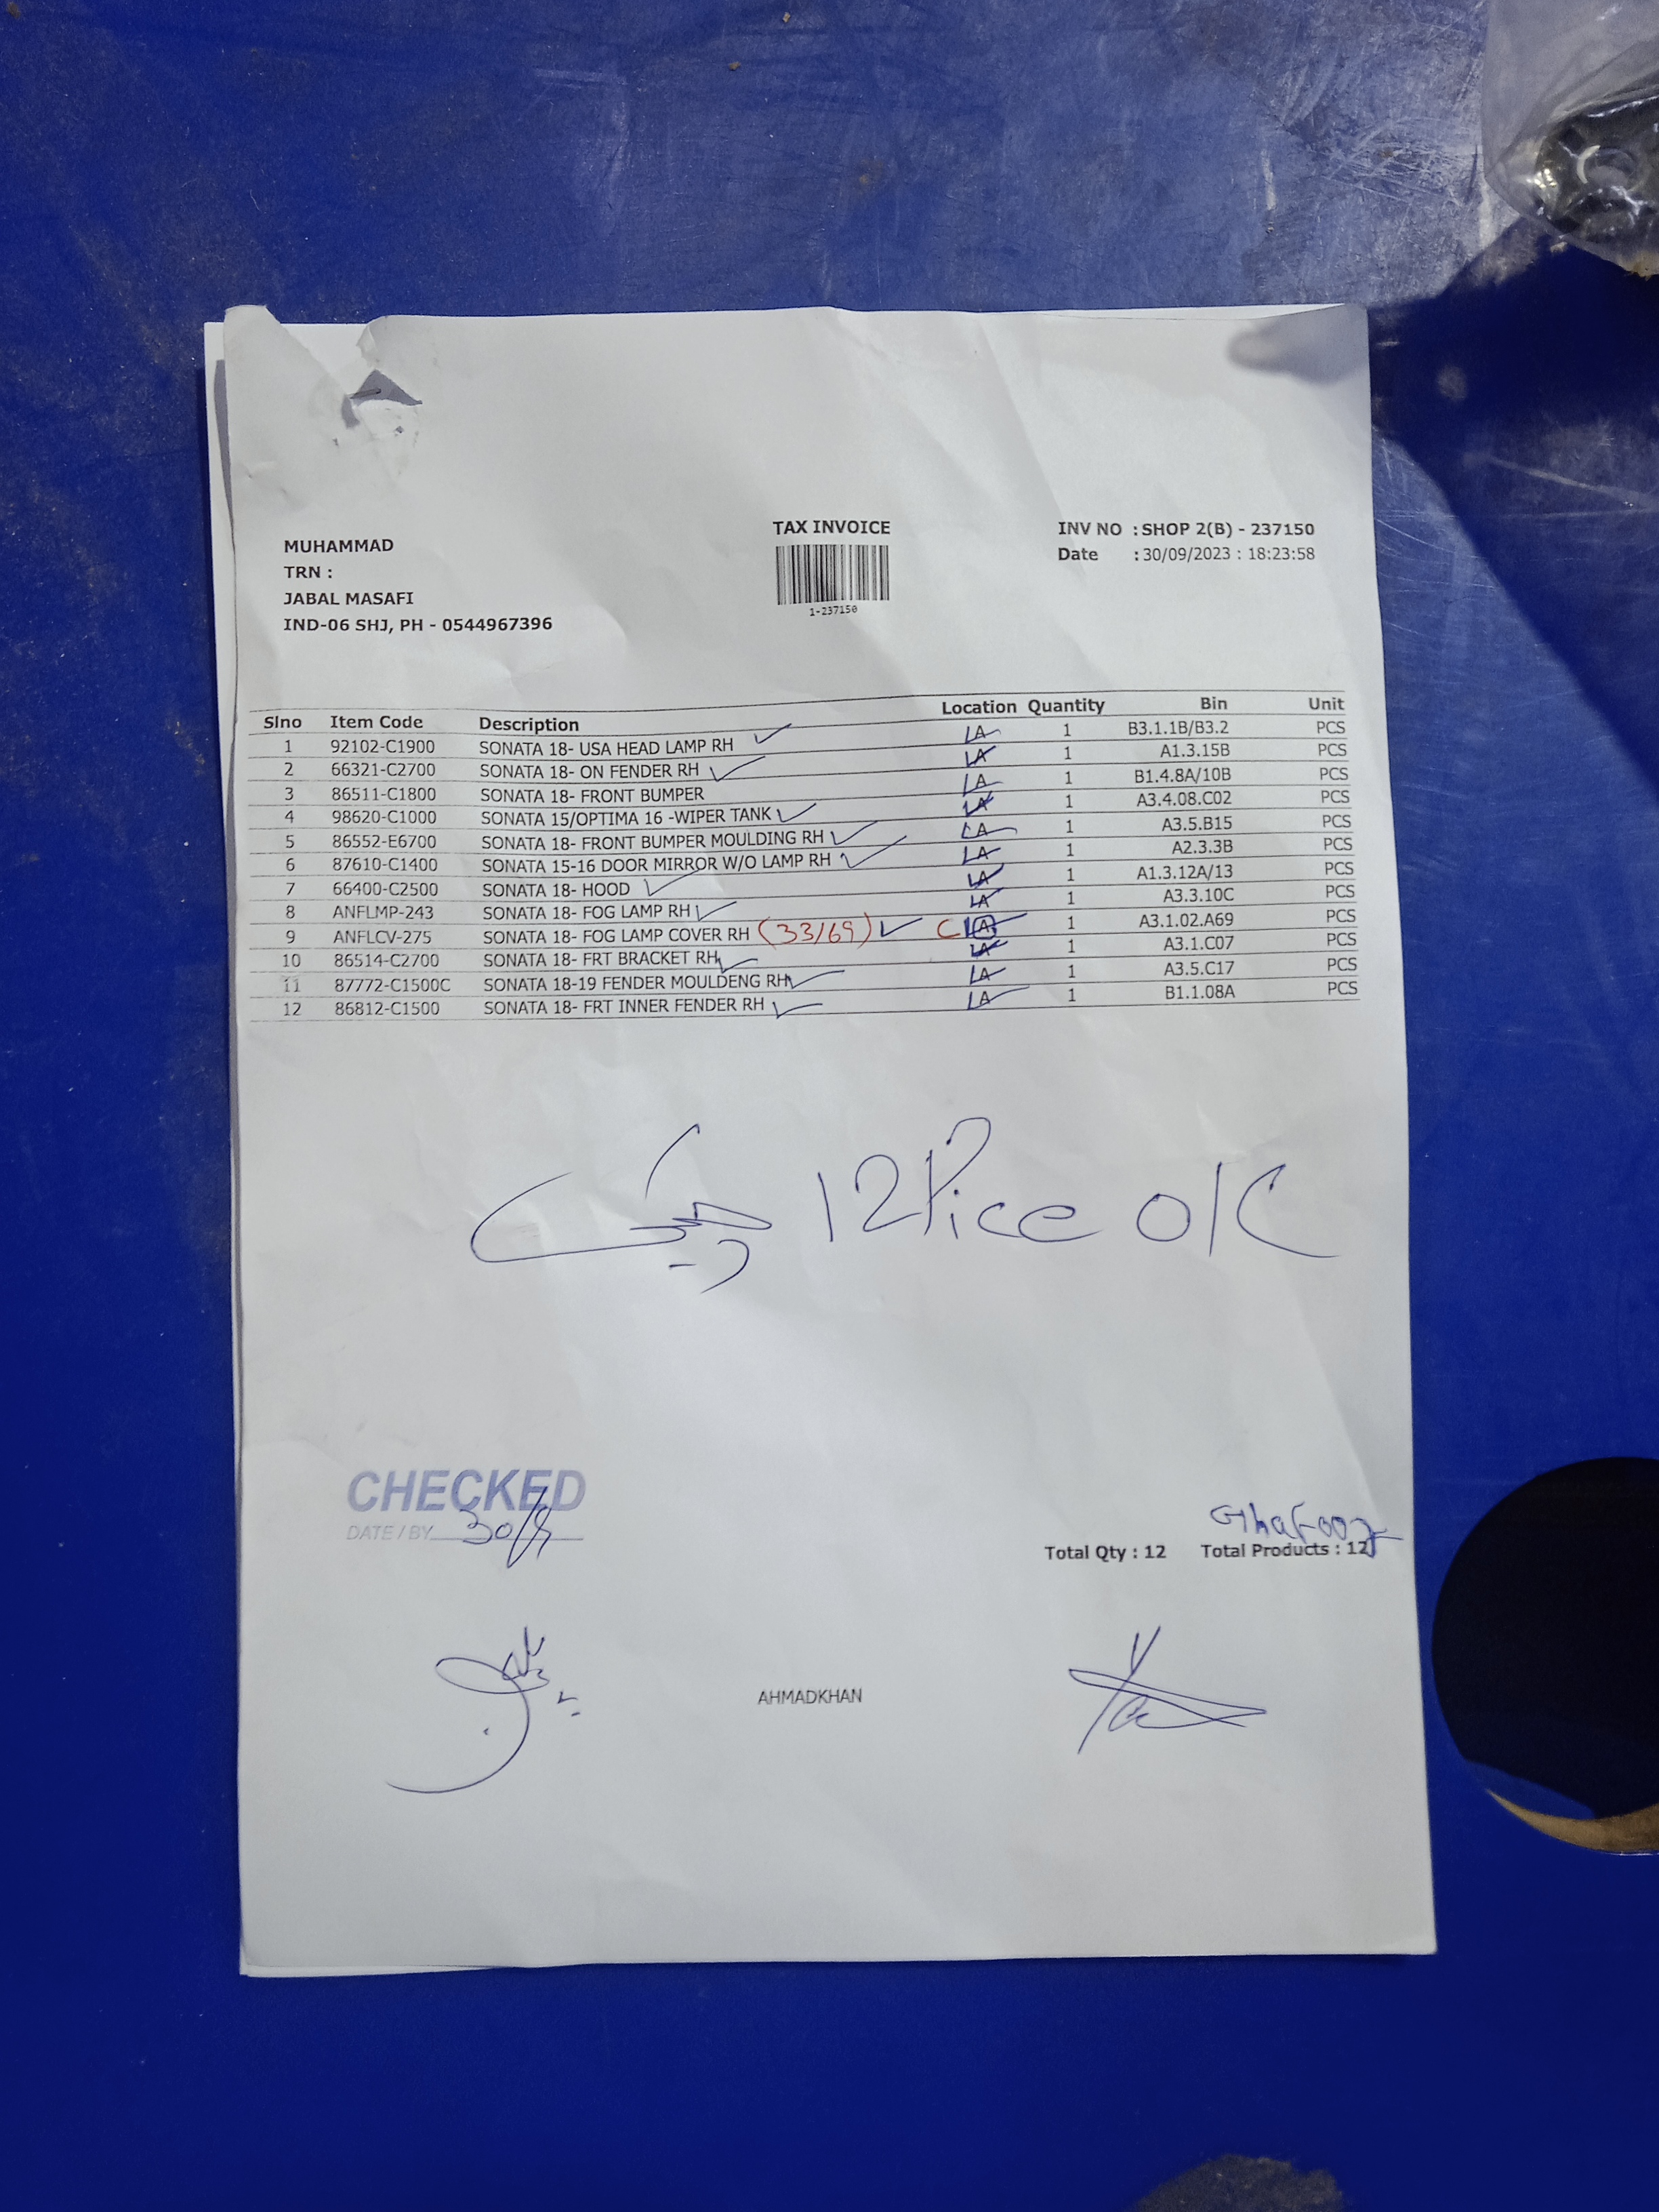 TAX INVOICE
1-237150
INV NO : SHOP 2(B) - 237150
Date : 30/09/2023 : 18:23:58
MUHAMMAD
TRN :
JABAL MASAFI
IND-06 SHJ, PH - 0544967396
Slno Item Code Description Location Quantity Bin Unit
1 92102-C1900 SONATA 18- USA HEAD LAMP RH LA 1 B3.1.1B/B3.2 PCS
2 66321-C2700 SONATA 18- ON FENDER RH LA 1 A1.3.15B PCS
3 86511-C1800 SONATA 18- FRONT BUMPER LA 1 B1.4.8A/10B PCS
4 98620-C1000 SONATA 15/OPTIMA 16 -WIPER TANK LA 1 A3.4.08.C02 PCS
5 86552-E6700 SONATA 18- FRONT BUMPER MOULDING RH LA 1 A3.5.B15 PCS
6 87610-C1400 SONATA 15-16 DOOR MIRROR W/O LAMP RH LA 1 A2.3.3B PCS
7 66400-C2500 SONATA 18- HOOD LA 1 A1.3.12A/13 PCS
8 ANFLMP-243 SONATA 18- FOG LAMP RH LA 1 A3.3.10C PCS
9 ANFLCV-275 SONATA 18- FOG LAMP COVER RH (33/69) C LA 1 A3.1.02.A69 PCS
10 86514-C2700 SONATA 18- FRT BRACKET RH LA 1 A3.1.C07 PCS
11 87772-C1500C SONATA 18-19 FENDER MOULDENG RH LA 1 A3.5.C17 PCS
12 86812-C1500 SONATA 18- FRT INNER FENDER RH LA 1 B1.1.08A PCS
12 Pice OK
CHECKED
DATE / BY 30/9
Total Qty : 12 Total Products : 12
AHMADKHAN